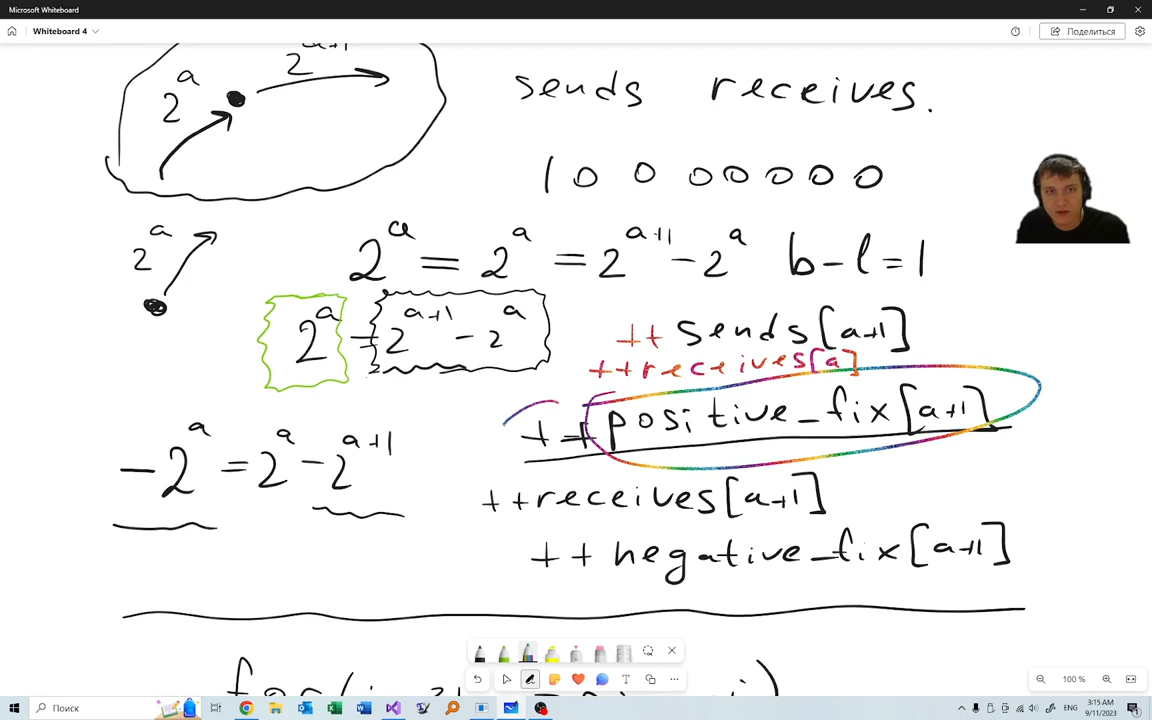 Microsoft Whiteboard
Whiteboard 4
Поделиться
2^a 2^a+1
sends receives.
1 0 0 0 0 0 0 0
2^a
2^a = 2^a = 2^a+1 - 2^a b-l=1
2^a = 2^a+1 - 2^a
++ sends[a+1]
++receives[a]
++ positive_fix[a+1]
-2^a = 2^a - 2^a+1
++receives[a+1]
++ negative_fix[a+1]
100 %
Поиск
ENG
3:15 AM
9/11/2023